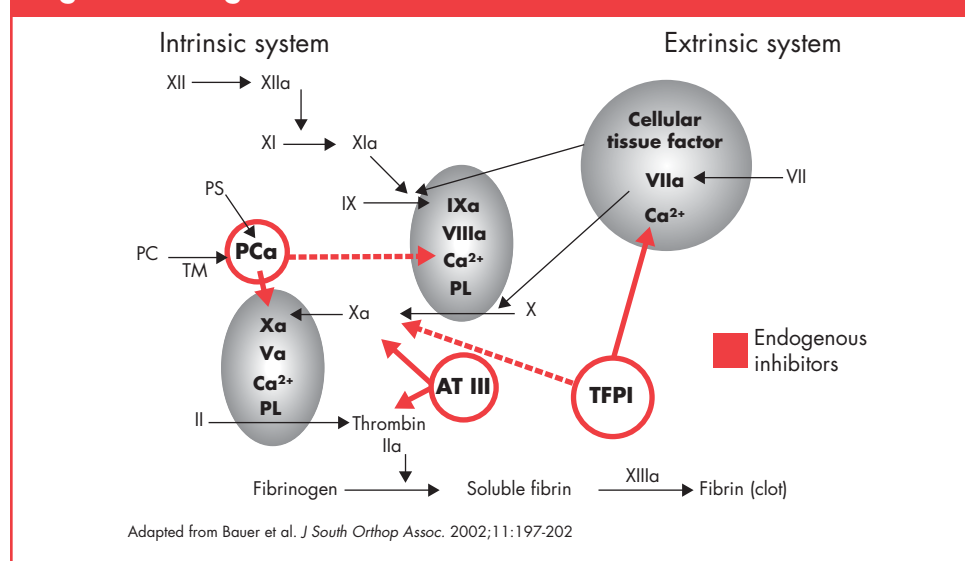 Intrinsic system
Extrinsic system
XII
XIIa
XI
XIa
Cellular
tissue factor
VIIa
Ca²⁺
VII
IX
IXa
VIIIa
Ca²⁺
PL
PS
PC
TM
PCa
X
Xa
Xa
Va
Ca²⁺
PL
II
AT III
TFPI
Endogenous
inhibitors
Thrombin
IIa
Fibrinogen
Soluble fibrin
XIIIa
Fibrin (clot)
Adapted from Bauer et al. J South Orthop Assoc. 2002;11:197-202